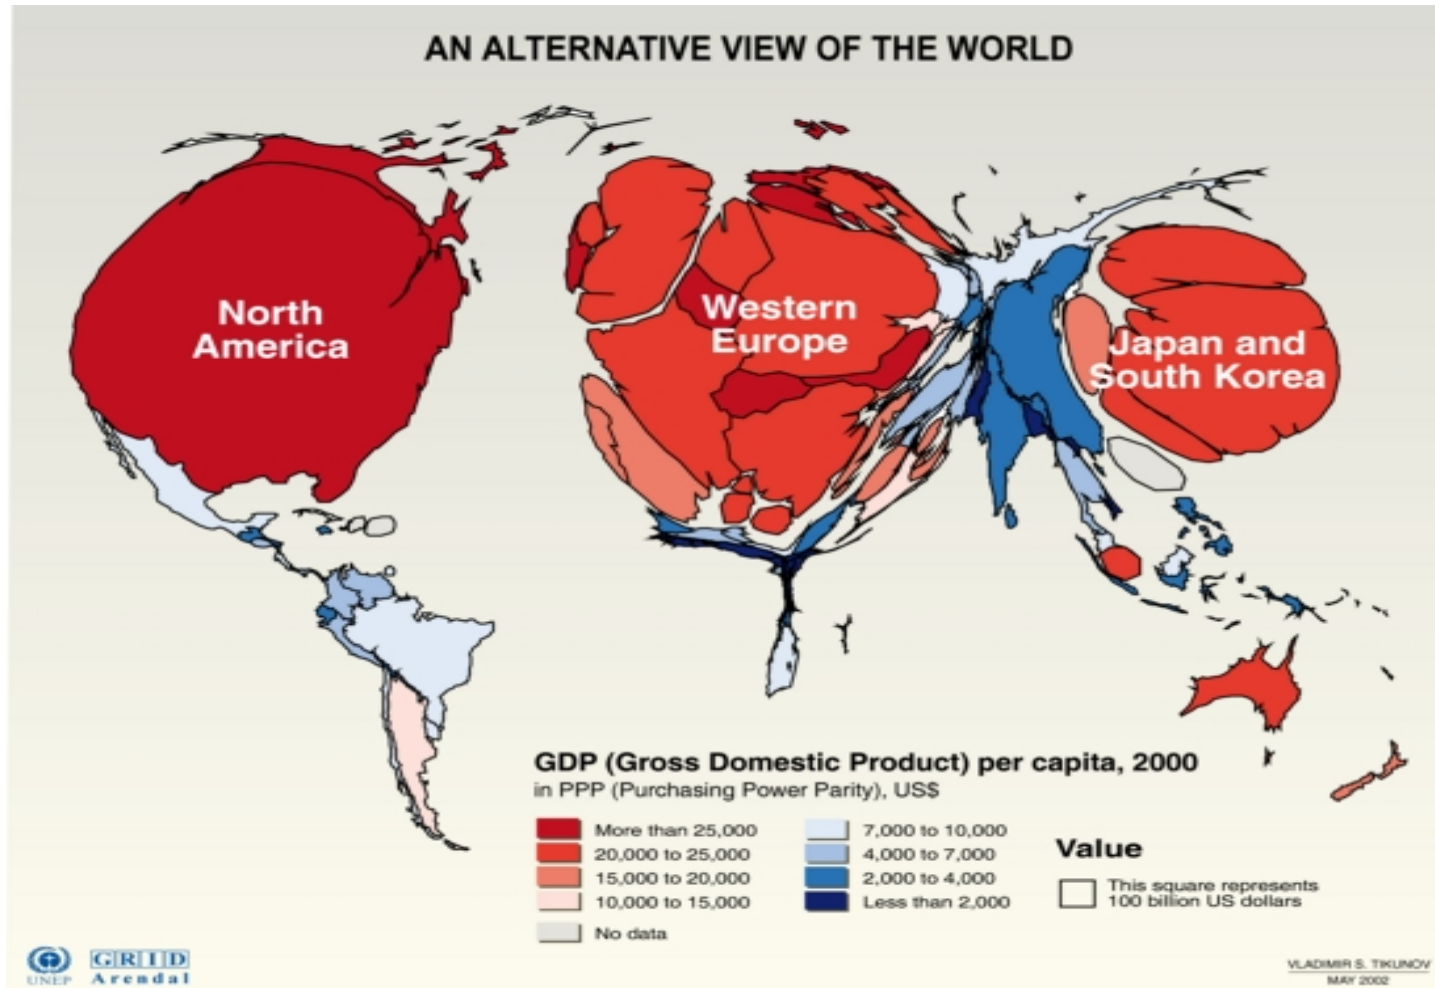 AN ALTERNATIVE VIEW OF THE WORLD
North
America
Western
Europe
Japan and
South Korea
GDP (Gross Domestic Product) per capita, 2000
in PPP (Purchasing Power Parity), US$
More than 25,000
20,000 to 25,000
15,000 to 20,000
10,000 to 15,000
No data
7,000 to 10,000
4,000 to 7,000
2,000 to 4,000
Less than 2,000
Value
This square represents
100 billion US dollars
UNEP
GRID
Arendal
VLADIMIR S. TIKUNOV
MAY 2002